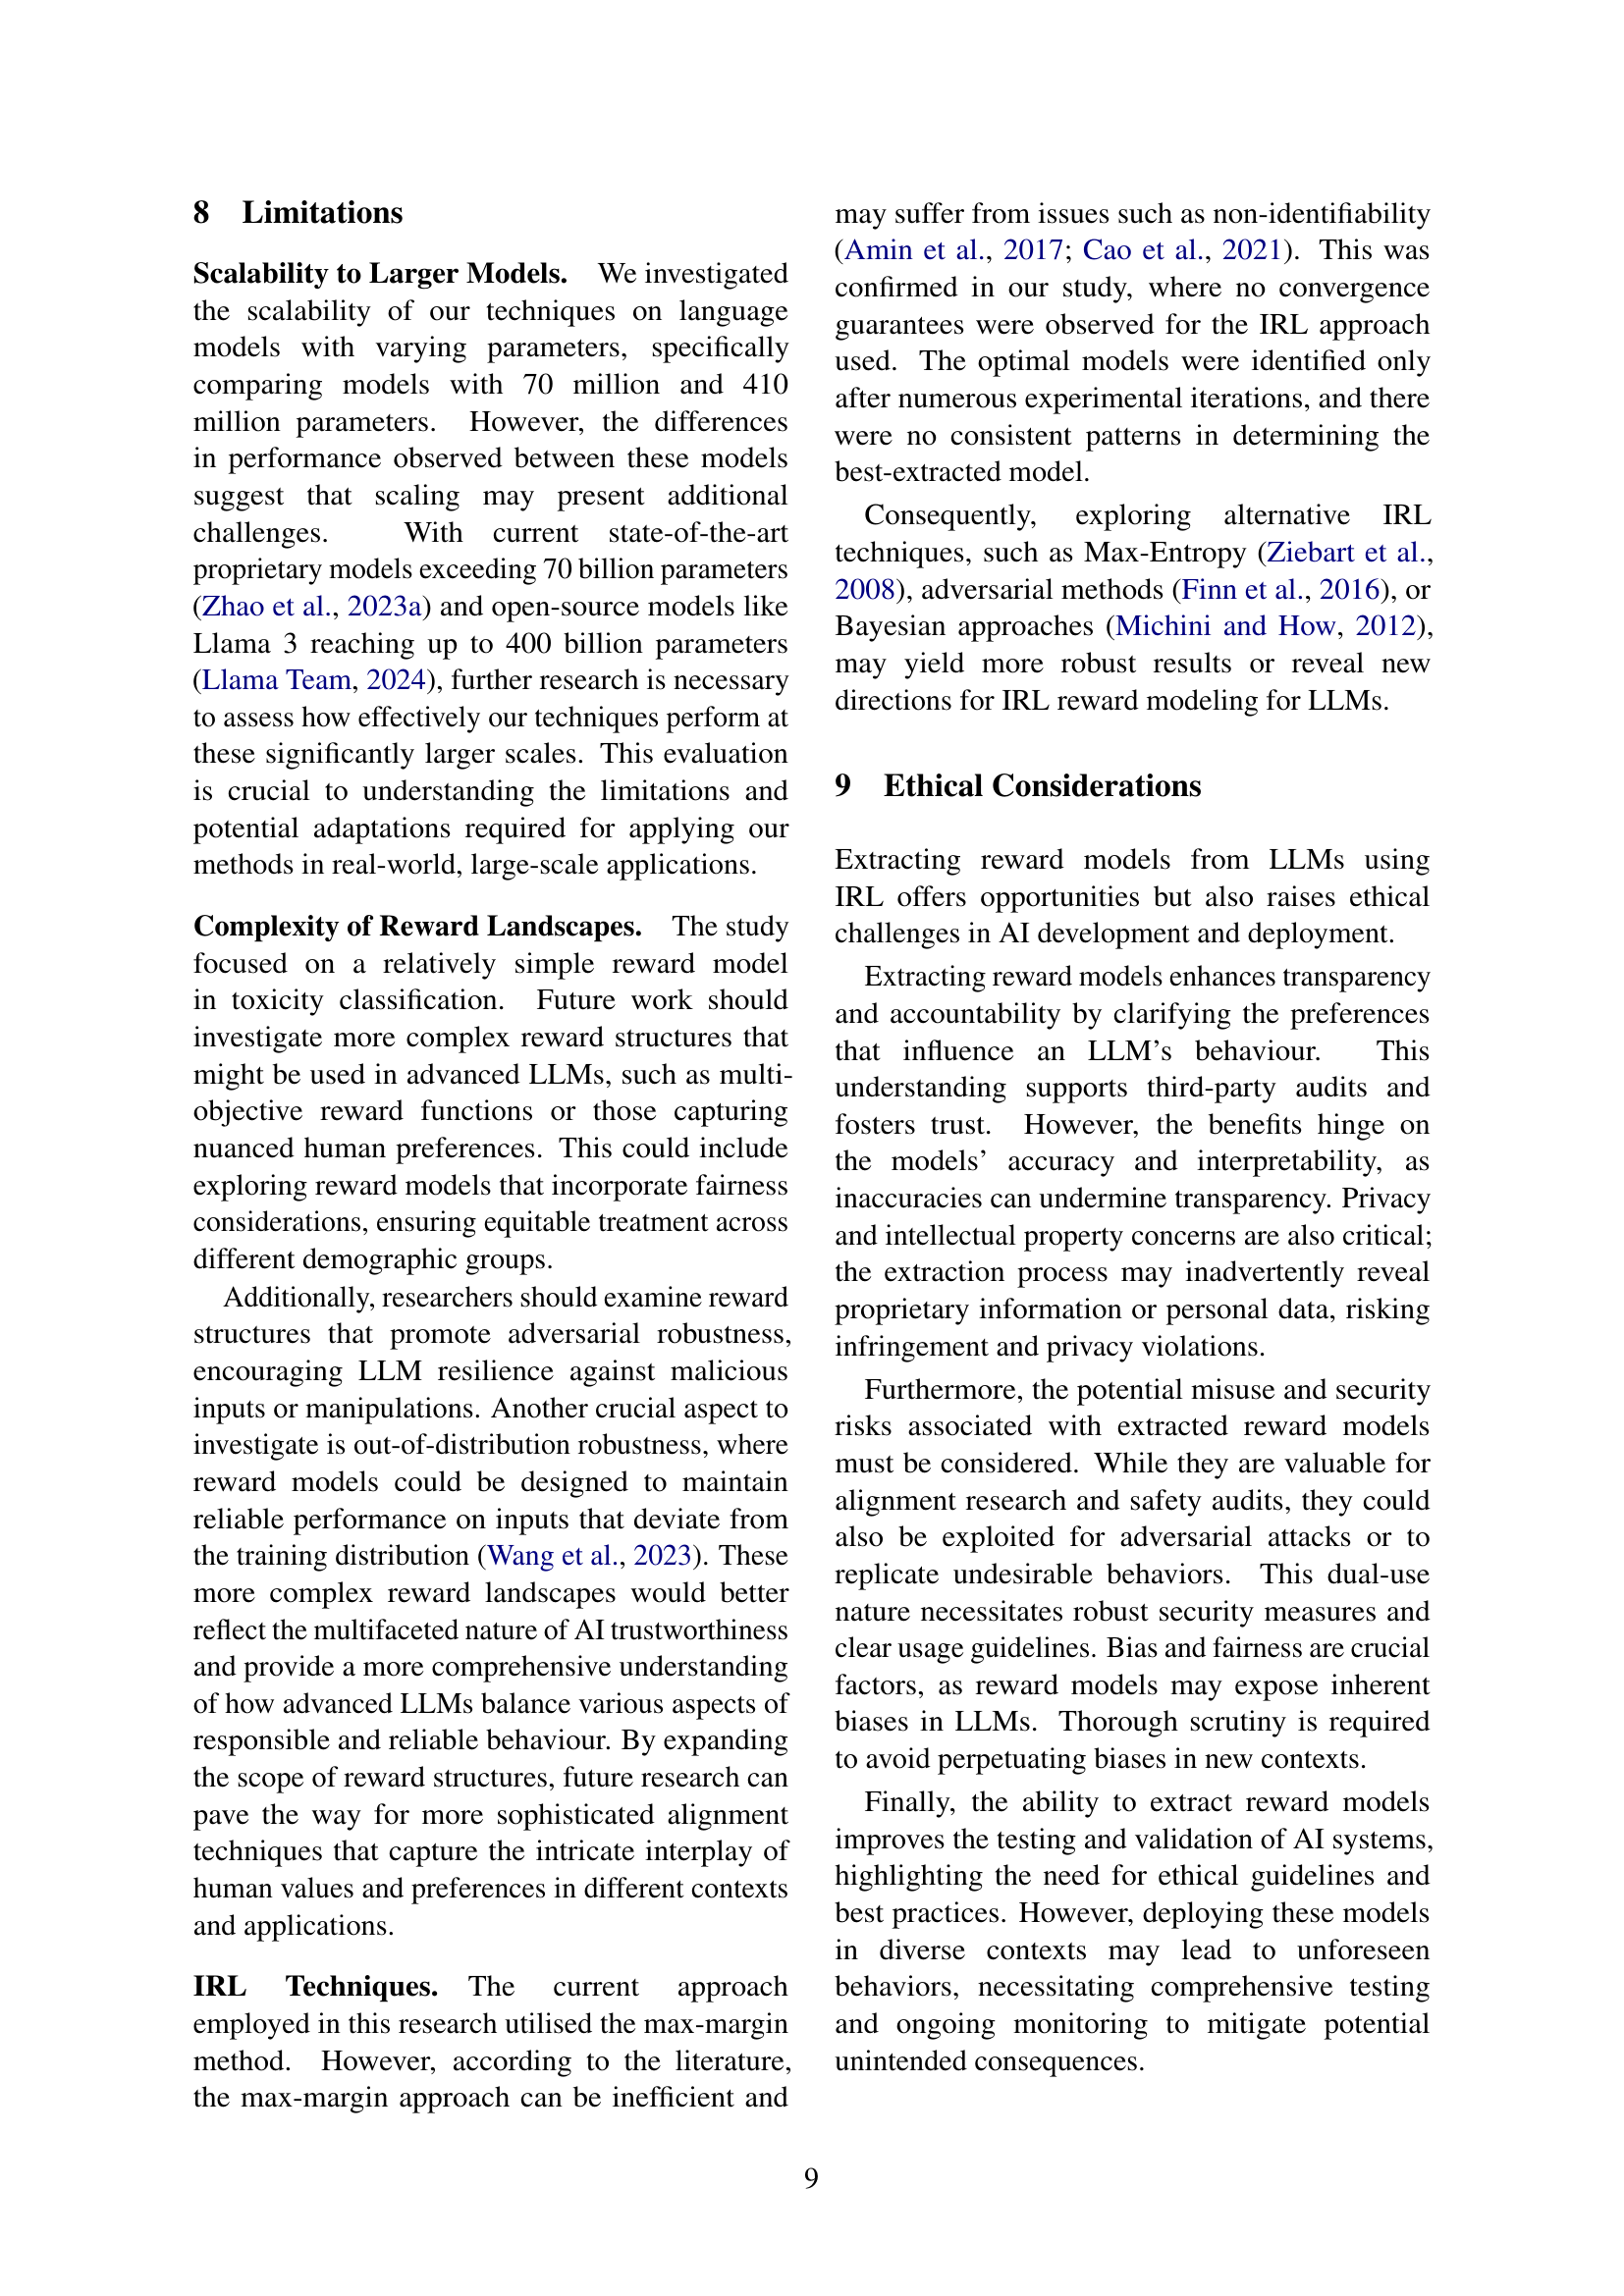 8 Limitations
Scalability to Larger Models. We investigated
the scalability of our techniques on language
models with varying parameters, specifically
comparing models with 70 million and 410
million parameters. However, the differences
in performance observed between these models
suggest that scaling may present additional
challenges. With current state-of-the-art
proprietary models exceeding 70 billion parameters
(Zhao et al., 2023a) and open-source models like
Llama 3 reaching up to 400 billion parameters
(Llama Team, 2024), further research is necessary
to assess how effectively our techniques perform at
these significantly larger scales. This evaluation
is crucial to understanding the limitations and
potential adaptations required for applying our
methods in real-world, large-scale applications.
Complexity of Reward Landscapes. The study
focused on a relatively simple reward model
in toxicity classification. Future work should
investigate more complex reward structures that
might be used in advanced LLMs, such as multi-
objective reward functions or those capturing
nuanced human preferences. This could include
exploring reward models that incorporate fairness
considerations, ensuring equitable treatment across
different demographic groups.
Additionally, researchers should examine reward
structures that promote adversarial robustness,
encouraging LLM resilience against malicious
inputs or manipulations. Another crucial aspect to
investigate is out-of-distribution robustness, where
reward models could be designed to maintain
reliable performance on inputs that deviate from
the training distribution (Wang et al., 2023). These
more complex reward landscapes would better
reflect the multifaceted nature of AI trustworthiness
and provide a more comprehensive understanding
of how advanced LLMs balance various aspects of
responsible and reliable behaviour. By expanding
the scope of reward structures, future research can
pave the way for more sophisticated alignment
techniques that capture the intricate interplay of
human values and preferences in different contexts
and applications.
IRL Techniques. The current approach
employed in this research utilised the max-margin
method. However, according to the literature,
the max-margin approach can be inefficient and
may suffer from issues such as non-identifiability
(Amin et al., 2017; Cao et al., 2021). This was
confirmed in our study, where no convergence
guarantees were observed for the IRL approach
used. The optimal models were identified only
after numerous experimental iterations, and there
were no consistent patterns in determining the
best-extracted model.
Consequently, exploring alternative IRL
techniques, such as Max-Entropy (Ziebart et al.,
2008), adversarial methods (Finn et al., 2016), or
Bayesian approaches (Michini and How, 2012),
may yield more robust results or reveal new
directions for IRL reward modeling for LLMs.
9 Ethical Considerations
Extracting reward models from LLMs using
IRL offers opportunities but also raises ethical
challenges in AI development and deployment.
Extracting reward models enhances transparency
and accountability by clarifying the preferences
that influence an LLM's behaviour. This
understanding supports third-party audits and
fosters trust. However, the benefits hinge on
the models' accuracy and interpretability, as
inaccuracies can undermine transparency. Privacy
and intellectual property concerns are also critical;
the extraction process may inadvertently reveal
proprietary information or personal data, risking
infringement and privacy violations.
Furthermore, the potential misuse and security
risks associated with extracted reward models
must be considered. While they are valuable for
alignment research and safety audits, they could
also be exploited for adversarial attacks or to
replicate undesirable behaviors. This dual-use
nature necessitates robust security measures and
clear usage guidelines. Bias and fairness are crucial
factors, as reward models may expose inherent
biases in LLMs. Thorough scrutiny is required
to avoid perpetuating biases in new contexts.
Finally, the ability to extract reward models
improves the testing and validation of AI systems,
highlighting the need for ethical guidelines and
best practices. However, deploying these models
in diverse contexts may lead to unforeseen
behaviors, necessitating comprehensive testing
and ongoing monitoring to mitigate potential
unintended consequences.
9